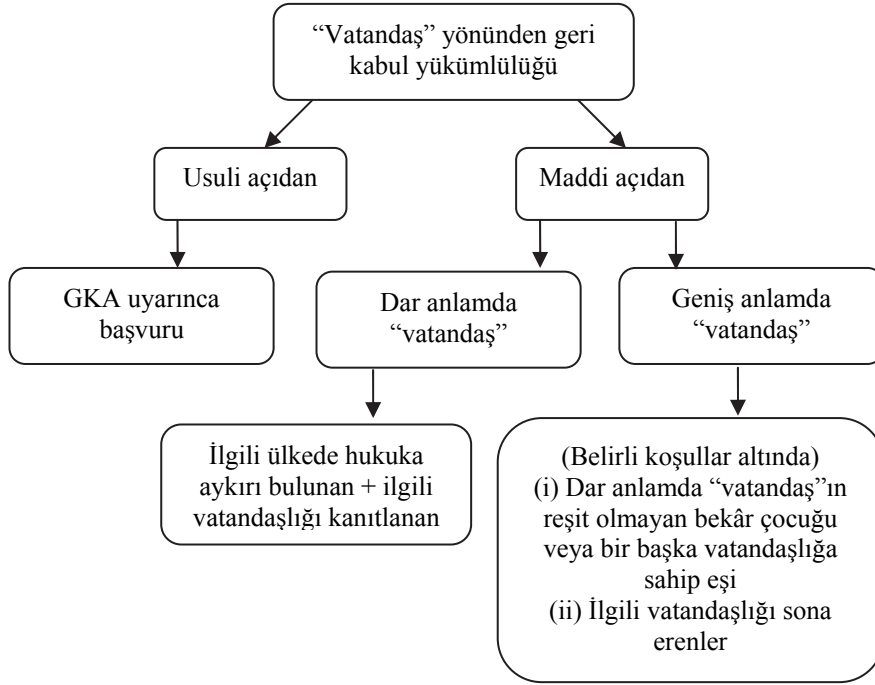 “Vatandaş” yönünden geri
kabul yükümlülüğü
Usuli açıdan
Maddi açıdan
GKA uyarınca
başvuru
Dar anlamda
“vatandaş”
Geniş anlamda
“vatandaş”
İlgili ülkede hukuka
aykırı bulunan + ilgili
vatandaşlığı kanıtlanan
(Belirli koşullar altında)
(i) Dar anlamda “vatandaş”ın
reşit olmayan bekâr çocuğu
veya bir başka vatandaşlığa
sahip eşi
(ii) İlgili vatandaşlığı sona
erenler